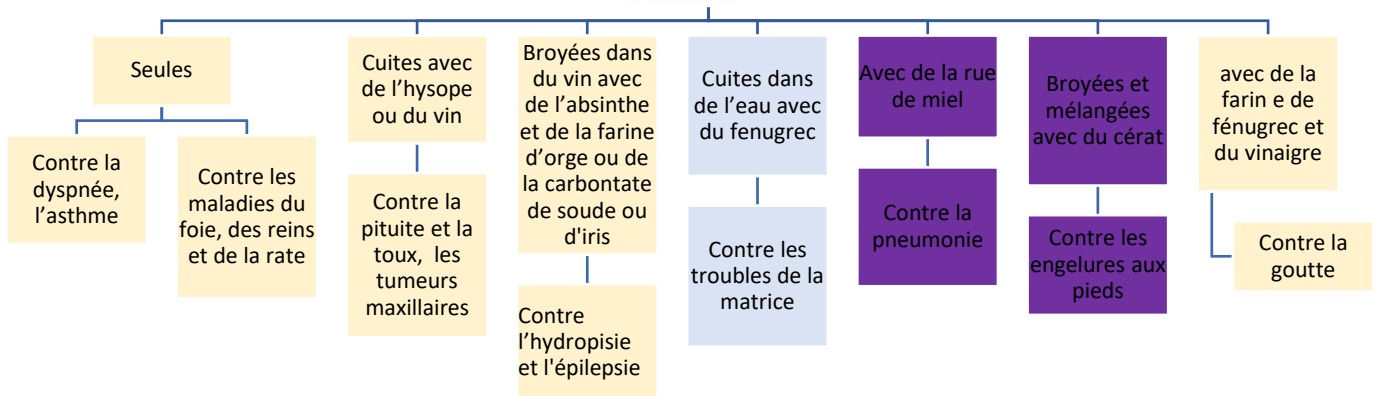 Seules
Contre la
dyspnée,
l’asthme
Contre les
maladies du
foie, des reins
et de la rate
Cuites avec
de l’hysope
ou du vin
Contre la
pituite et la
toux, les
tumeurs
maxillaires
Broyées dans
du vin avec
de l’absinthe
et de la farine
d’orge ou de
la carbontate
de soude ou
d'iris
Contre
l’hydropisie
et l'épilepsie
Cuites dans
de l’eau avec
du fenugrec
Contre les
troubles de la
matrice
Avec de la rue
de miel
Contre la
pneumonie
Broyées et
mélangées
avec du cérat
Contre les
engelures aux
pieds
avec de la
farin e de
fénugrec et
du vinaigre
Contre la
goutte